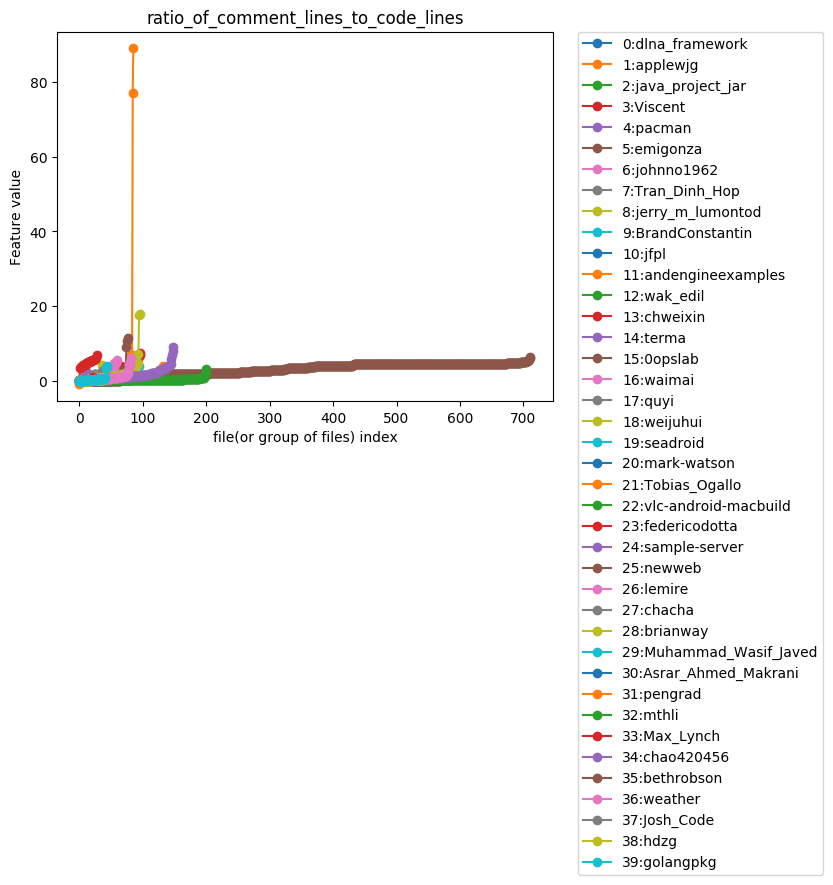 ratio_of_comment_lines_to_code_lines
Feature value
80
60
40
20
0
0 100 200 300 400 500 600 700
file(or group of files) index
0:dlna_framework
1:applewjg
2:java_project_jar
3:Viscent
4:pacman
5:emigonza
6:johnno1962
7:Tran_Dinh_Hop
8:jerry_m_lumontod
9:BrandConstantin
10:jfpl
11:andengineexamples
12:wak_edil
13:chweixin
14:terma
15:0opslab
16:waimai
17:quyi
18:weijuhui
19:seadroid
20:mark-watson
21:Tobias_Ogallo
22:vlc-android-macbuild
23:federicodotta
24:sample-server
25:newweb
26:lemire
27:chacha
28:brianway
29:Muhammad_Wasif_Javed
30:Asrar_Ahmed_Makrani
31:pengrad
32:mthli
33:Max_Lynch
34:chao420456
35:bethrobson
36:weather
37:Josh_Code
38:hdzg
39:golangpkg